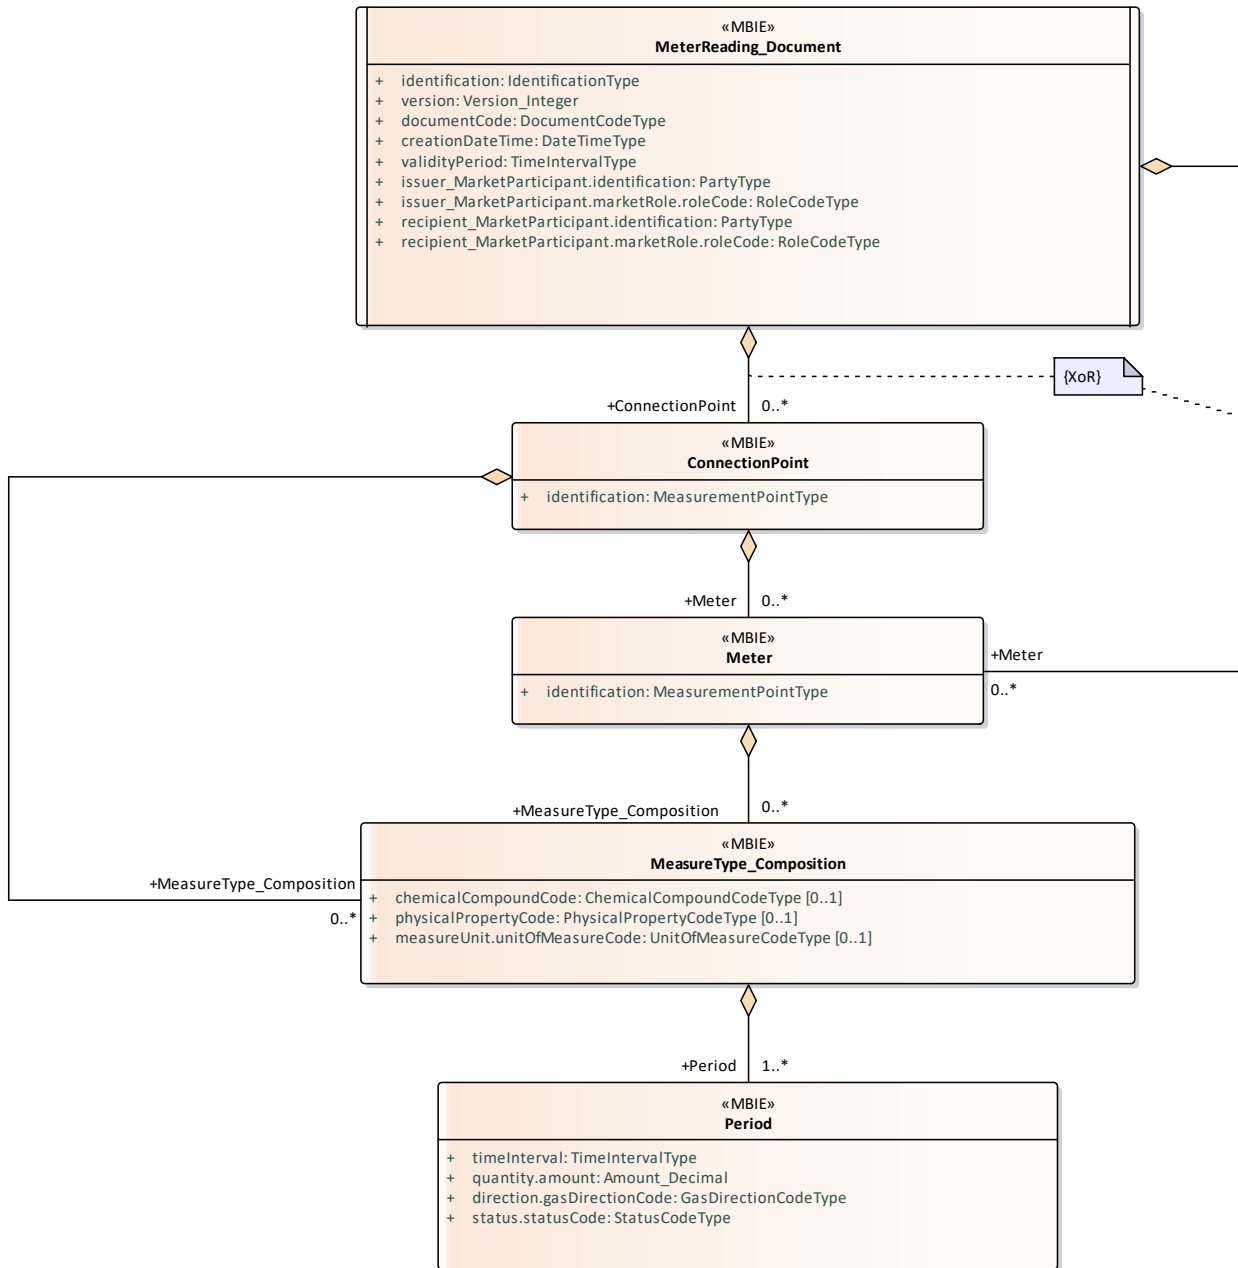 «MBIE»
MeterReading_Document
+ identification: IdentificationType
+ version: Version_Integer
+ documentCode: DocumentCodeType
+ creationDateTime: DateTimeType
+ validityPeriod: TimeIntervalType
+ issuer_MarketParticipant.identification: PartyType
+ issuer_MarketParticipant.marketRole.roleCode: RoleCodeType
+ recipient_MarketParticipant.identification: PartyType
+ recipient_MarketParticipant.marketRole.roleCode: RoleCodeType
{XoR}
+ConnectionPoint 0..*
«MBIE»
ConnectionPoint
+ identification: MeasurementPointType
+Meter 0..*
«MBIE»
Meter
+ identification: MeasurementPointType
+Meter
0..*
+MeasureType_Composition 0..*
«MBIE»
MeasureType_Composition
+ chemicalCompoundCode: ChemicalCompoundCodeType [0..1]
+ physicalPropertyCode: PhysicalPropertyCodeType [0..1]
+ measureUnit.unitOfMeasureCode: UnitOfMeasureCodeType [0..1]
+MeasureType_Composition
0..*
+Period 1..*
«MBIE»
Period
+ timeInterval: TimeIntervalType
+ quantity.amount: Amount_Decimal
+ direction.gasDirectionCode: GasDirectionCodeType
+ status.statusCode: StatusCodeType